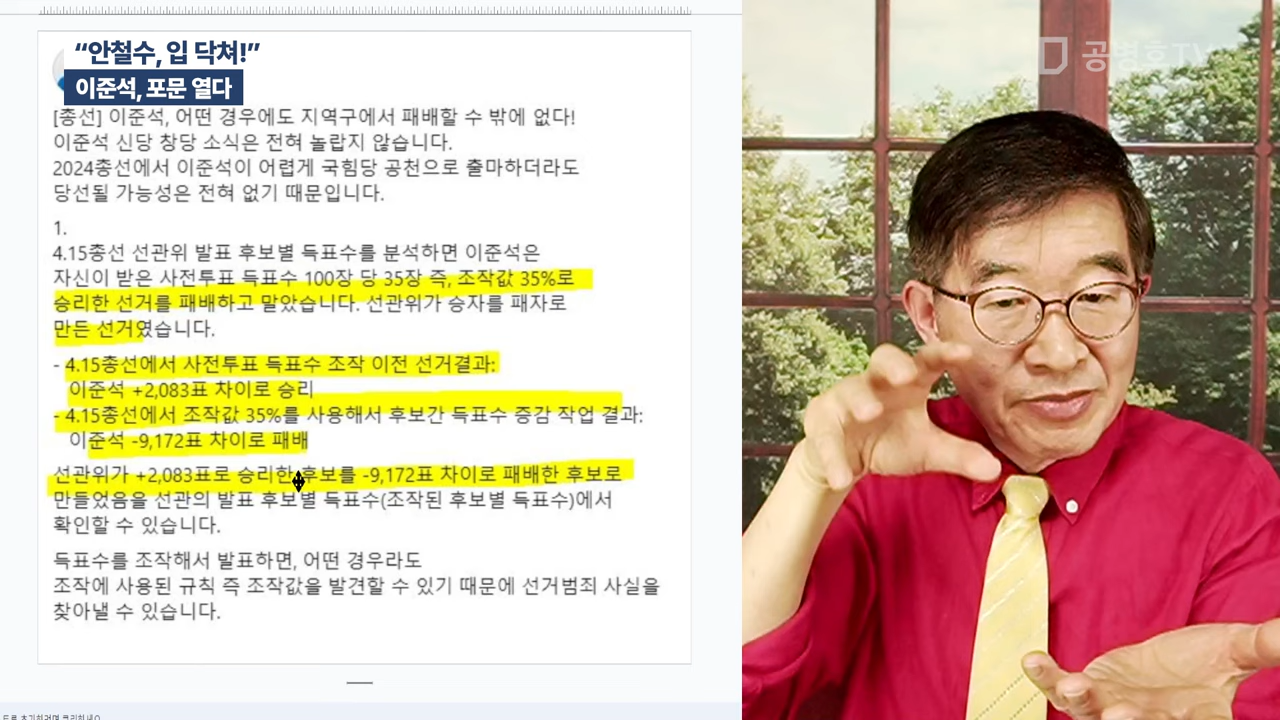 “안철수, 입 닥쳐!”
이준석, 포문 열다
공병호TV
[총선] 이준석, 어떤 경우에도 지역구에서 패배할 수 밖에 없다!
이준석 신당 창당 소식은 전혀 놀랍지 않습니다.
2024총선에서 이준석이 어렵게 국힘당 공천으로 출마하더라도
당선될 가능성은 전혀 없기 때문입니다.
1.
4.15총선 선관위 발표 후보별 득표수를 분석하면 이준석은
자신이 받은 사전투표 득표수 100장 당 35장 즉, 조작값 35%로
승리한 선거를 패배하고 말았습니다. 선관위가 승자를 패자로
만든 선거였습니다.
- 4.15총선에서 사전투표 득표수 조작 이전 선거결과:
이준석 +2,083표 차이로 승리
- 4.15총선에서 조작값 35%를 사용해서 후보간 득표수 증감 작업 결과:
이준석 -9,172표 차이로 패배
선관위가 +2,083표로 승리한 후보를 -9,172표 차이로 패배한 후보로
만들었음을 선관의 발표 후보별 득표수(조작된 후보별 득표수)에서
확인할 수 있습니다.
득표수를 조작해서 발표하면, 어떤 경우라도
조작에 사용된 규칙 즉 조작값을 발견할 수 있기 때문에 선거범죄 사실을
찾아낼 수 있습니다.